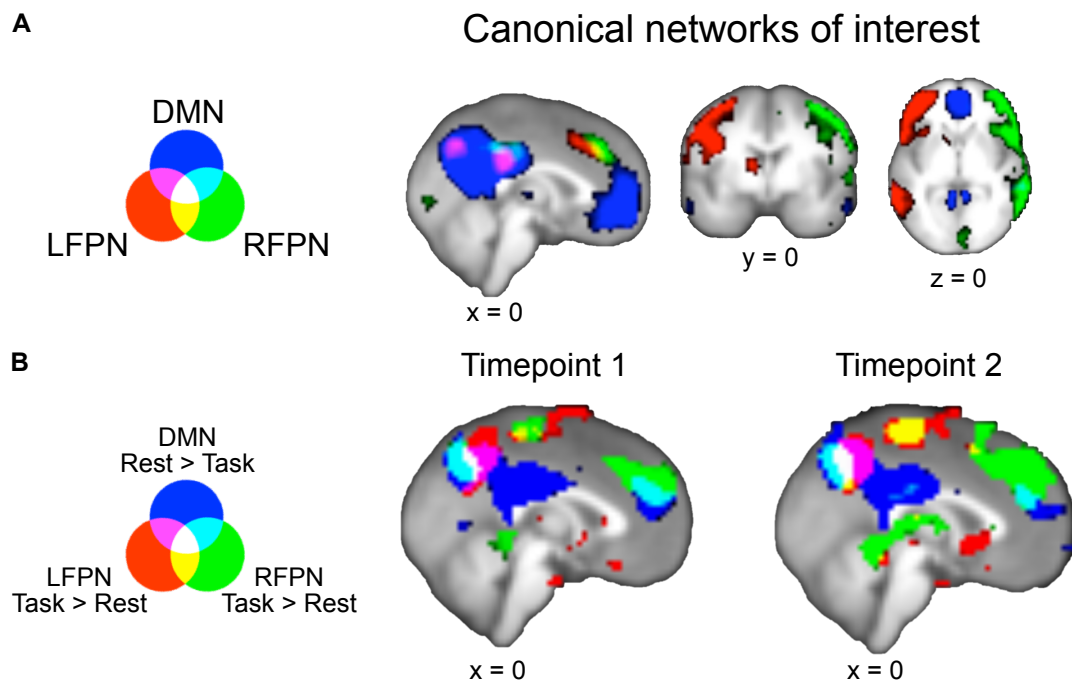 A
Canonical networks of interest
DMN
LFPN
RFPN
x = 0
y = 0
z = 0
B
Timepoint 1
Timepoint 2
DMN
Rest > Task
LFPN
Task > Rest
RFPN
Task > Rest
x = 0
x = 0